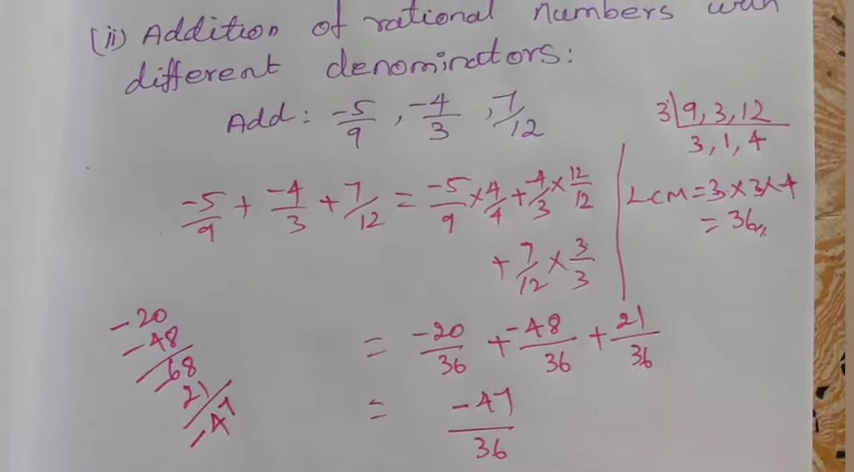 (ii) Addition of rational numbers with
different denominators:
Add: -5/9, -4/3, 7/12
-5/9 + -4/3 + 7/12 = -5/9 × 4/4 + -4/3 × 12/12
+ 7/12 × 3/3
= -20/36 + -48/36 + 21/36
= -47/36
3|9, 3, 12
3, 1, 4
LCM = 3 × 3 × 4
= 36//
-20
-48
-68
21
-47